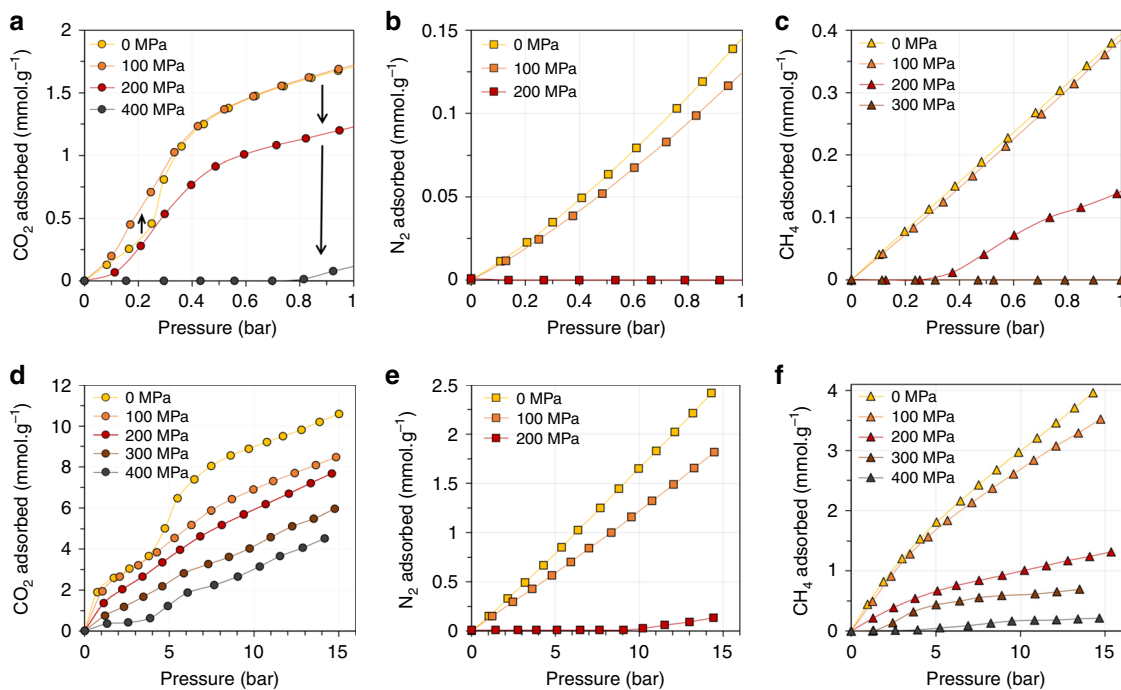 a
2
1.5
1
0.5
0
CO2 adsorbed (mmol.g−1)
0 MPa
100 MPa
200 MPa
400 MPa
0 0.2 0.4 0.6 0.8 1
Pressure (bar)
b
0.15
0.1
0.05
0
N2 adsorbed (mmol.g−1)
0 MPa
100 MPa
200 MPa
0 0.2 0.4 0.6 0.8 1
Pressure (bar)
c
0.4
0.3
0.2
0.1
0
CH4 adsorbed (mmol.g−1)
0 MPa
100 MPa
200 MPa
300 MPa
0 0.2 0.4 0.6 0.8 1
Pressure (bar)
d
12
10
8
6
4
2
0
CO2 adsorbed (mmol.g−1)
0 MPa
100 MPa
200 MPa
300 MPa
400 MPa
0 5 10 15
Pressure (bar)
e
2.5
2
1.5
1
0.5
0
N2 adsorbed (mmol.g−1)
0 MPa
100 MPa
200 MPa
0 5 10 15
Pressure (bar)
f
4
3
2
1
0
CH4 adsorbed (mmol.g−1)
0 MPa
100 MPa
200 MPa
300 MPa
400 MPa
0 5 10 15
Pressure (bar)